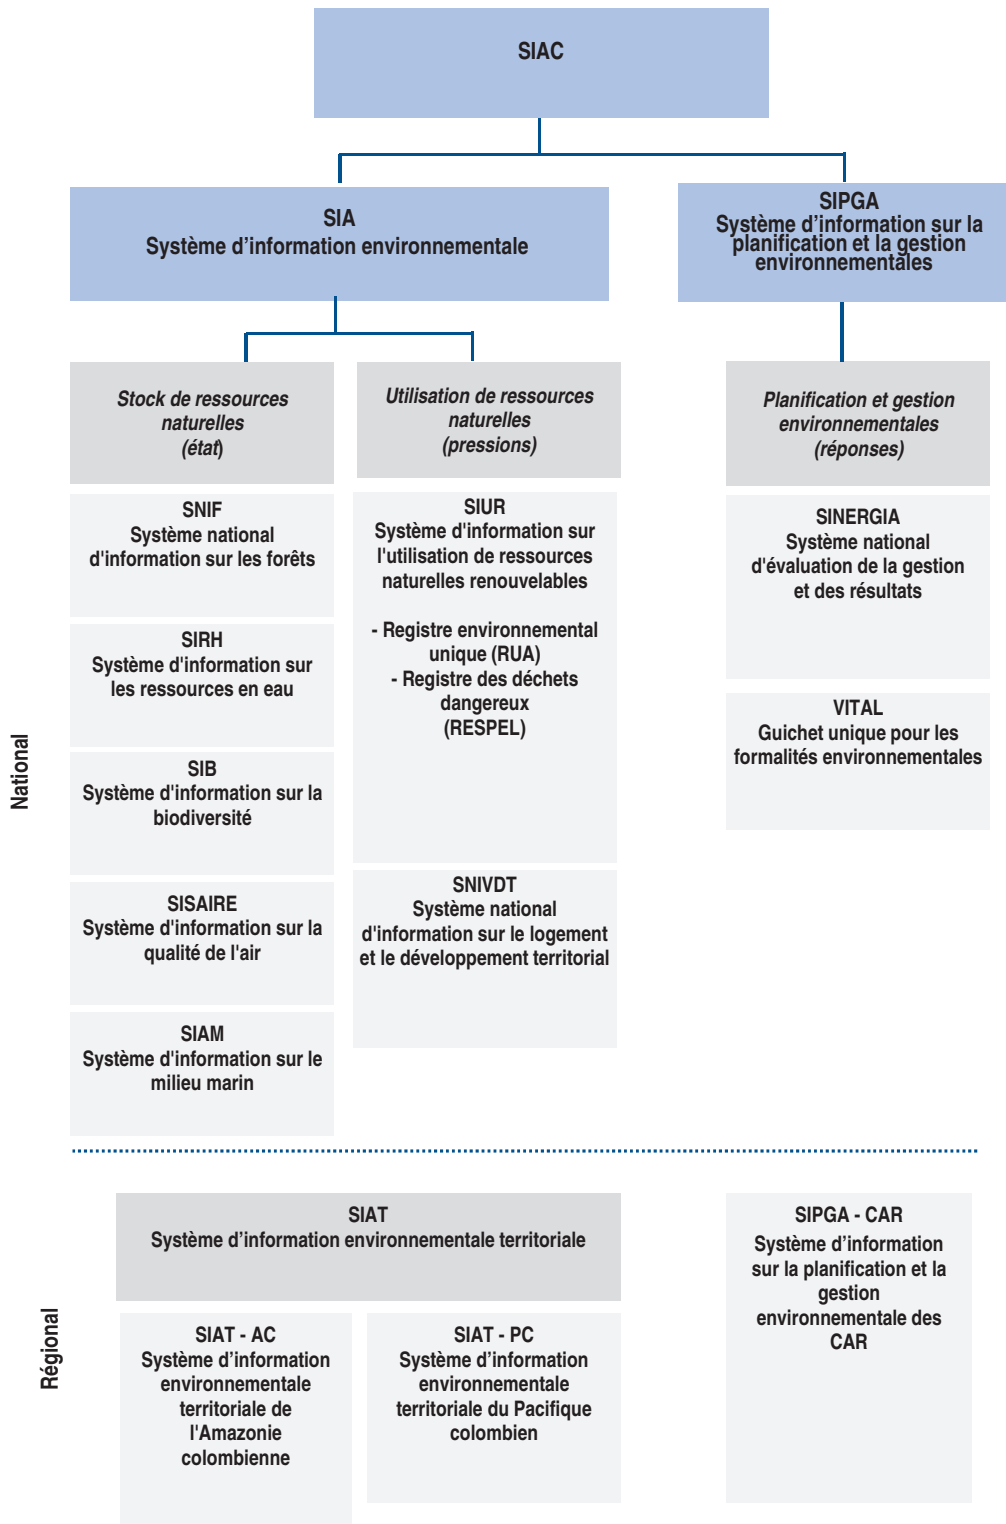 SIAC
SIA
Système d’information environnementale
SIPGA
Système d’information sur la
planification et la gestion
environnementales
Stock de ressources
naturelles
(état)
Utilisation de ressources
naturelles
(pressions)
Planification et gestion
environnementales
(réponses)
National
SNIF
Système national
d'information sur les forêts
SIRH
Système d'information sur
les ressources en eau
SIB
Système d'information sur la
biodiversité
SISAIRE
Système d'information sur la
qualité de l'air
SIAM
Système d'information sur le
milieu marin
SIUR
Système d'information sur
l'utilisation de ressources
naturelles renouvelables
- Registre environnemental
unique (RUA)
- Registre des déchets
dangereux
(RESPEL)
SNIVDT
Système national
d'information sur le logement
et le développement territorial
SINERGIA
Système national
d'évaluation de la gestion
et des résultats
VITAL
Guichet unique pour les
formalités environnementales
Régional
SIAT
Système d’information environnementale territoriale
SIAT - AC
Système d’information
environnementale
territoriale de
l'Amazonie
colombienne
SIAT - PC
Système d’information
environnementale
territoriale du Pacifique
colombien
SIPGA - CAR
Système d’information
sur la planification et la
gestion
environnementale des
CAR